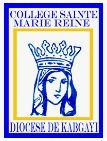 COLLEGE SAINTE
MARIE REINE
DIOCESE DE KABGAYI